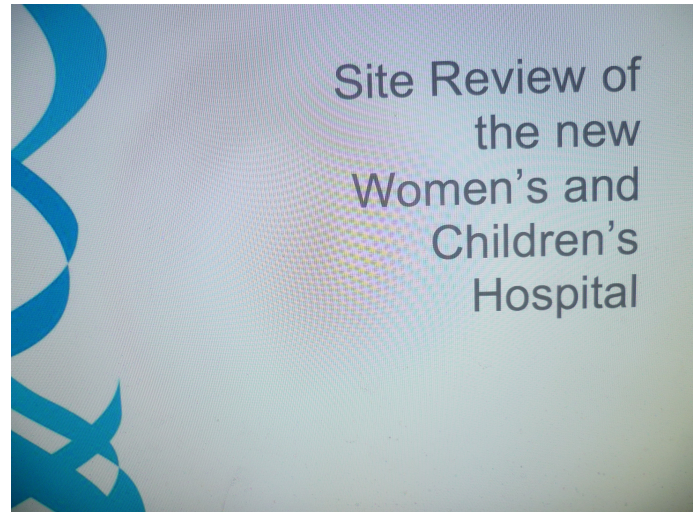 Site Review of
the new
Women's and
Children's
Hospital